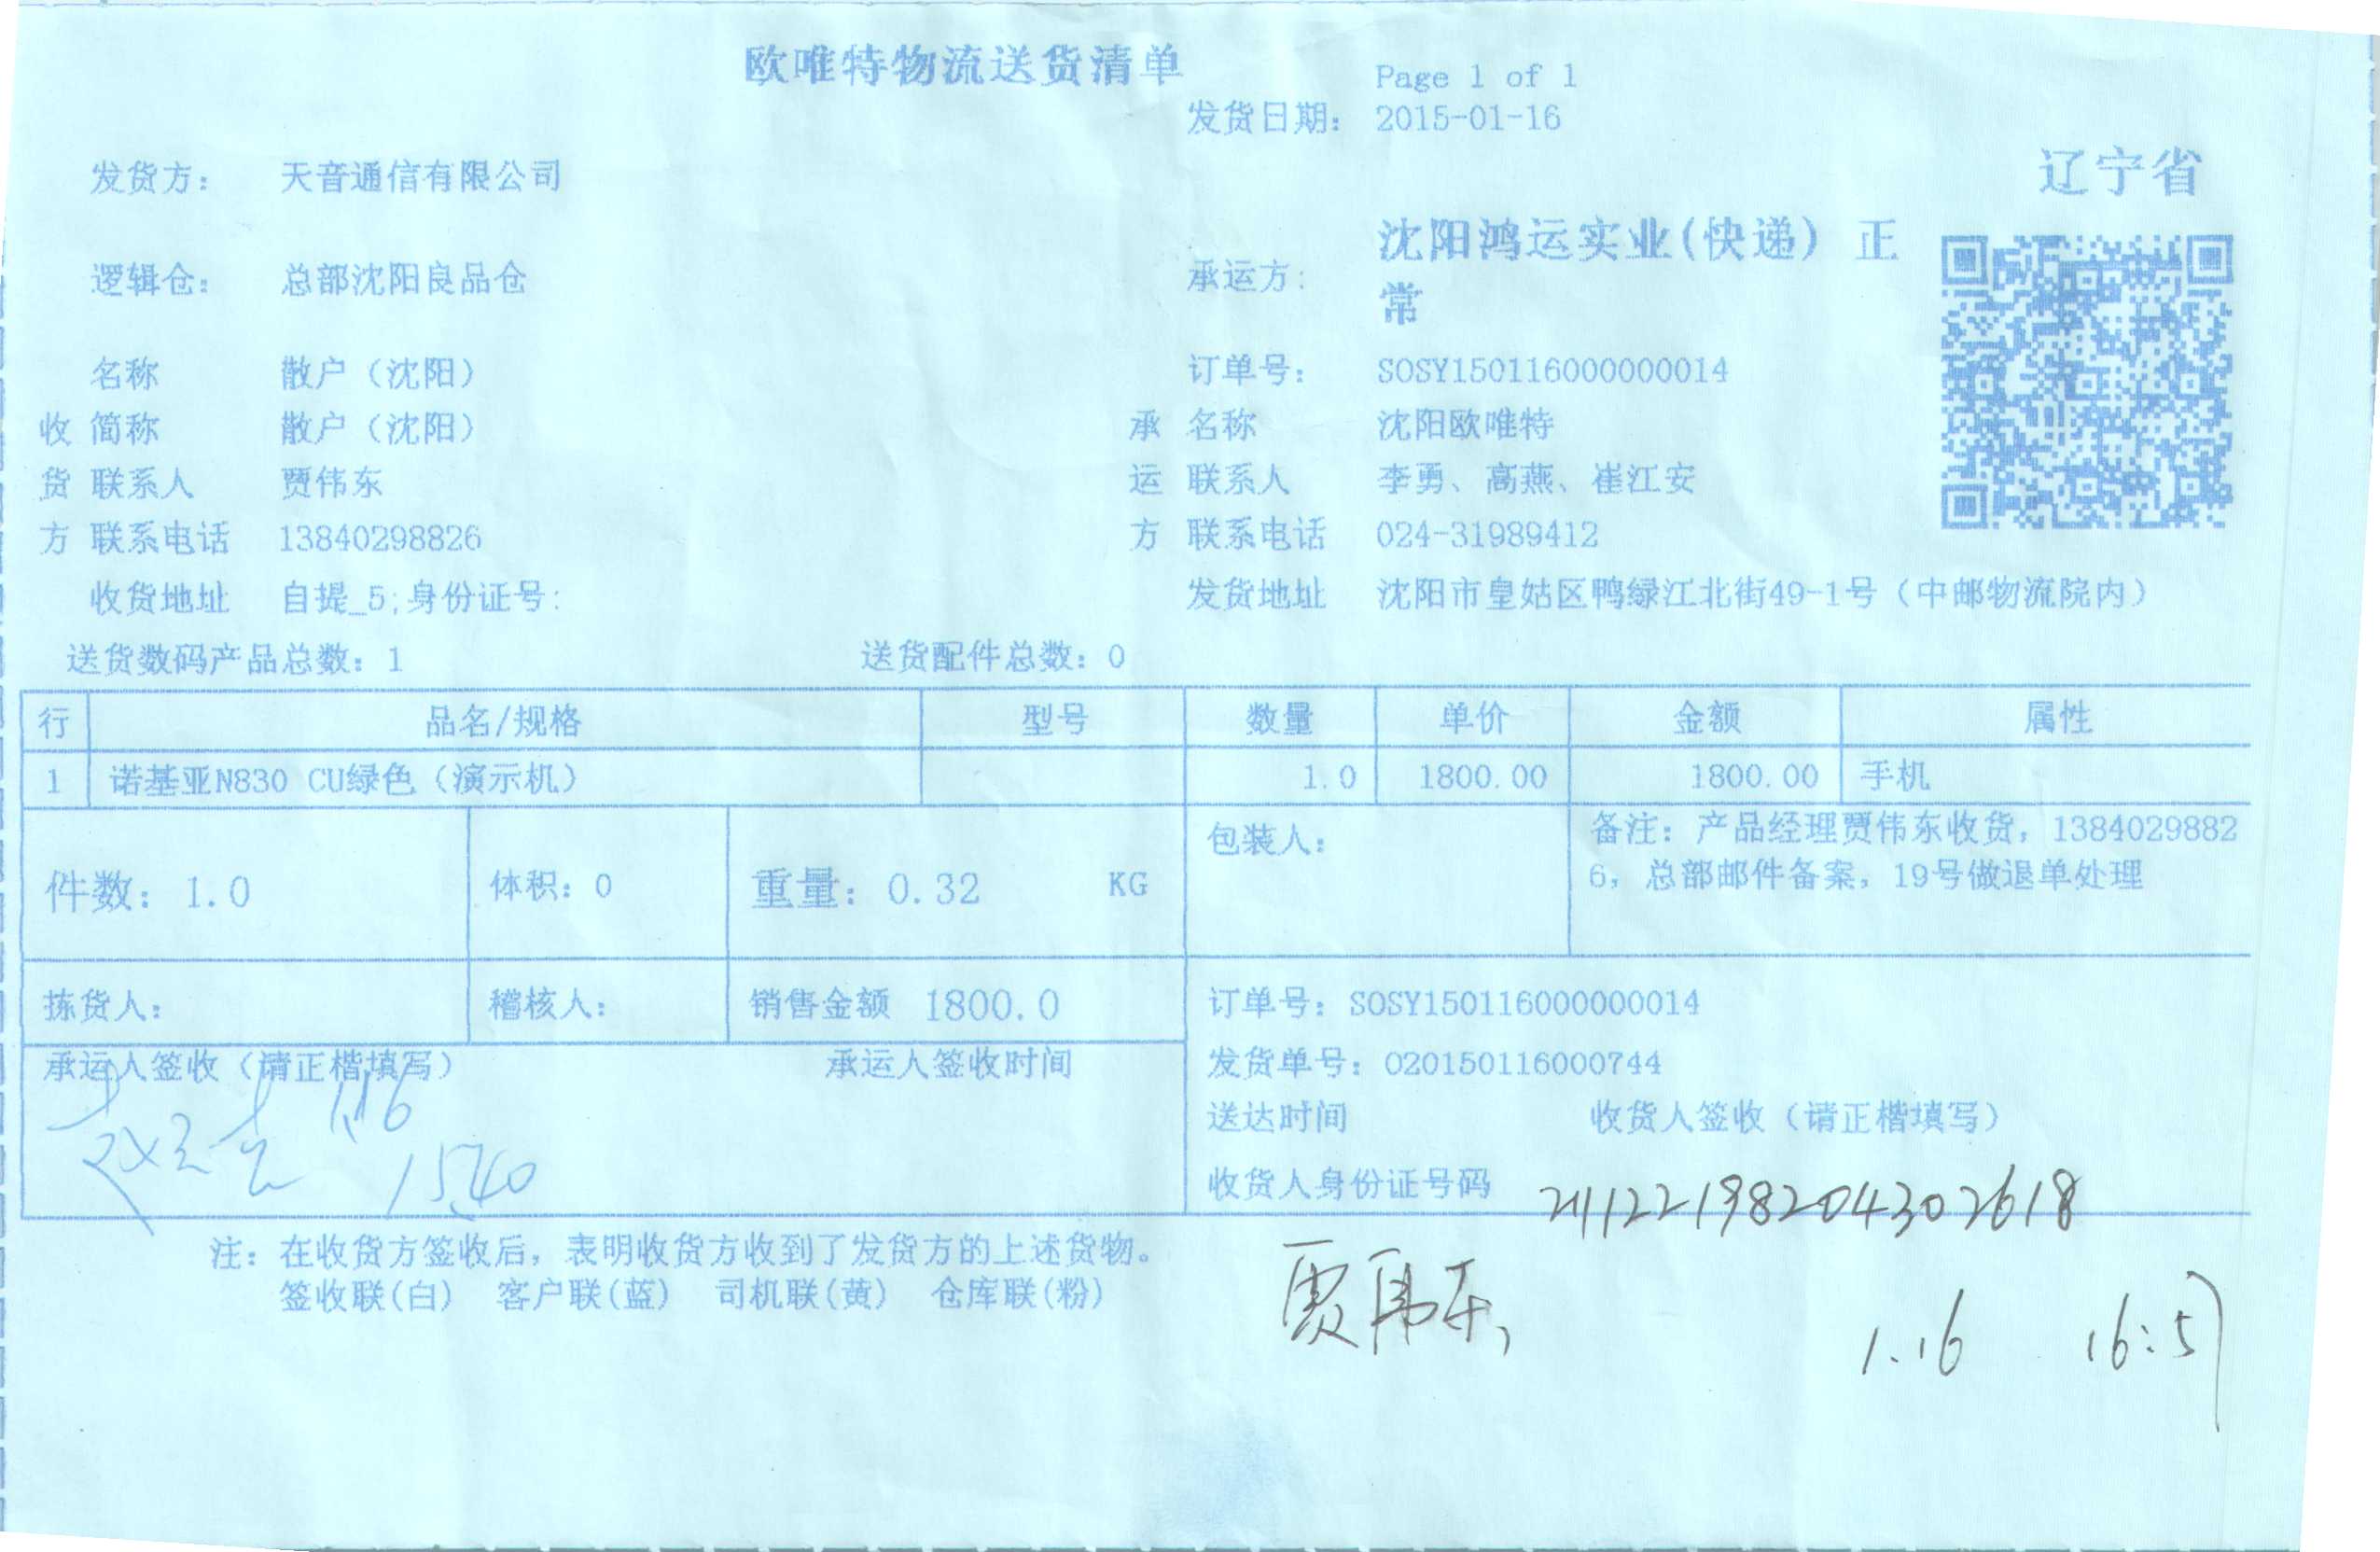 欧唯特物流送货清单
Page 1 of 1
发货日期： 2015-01-16
辽宁省
发货方： 天音通信有限公司
逻辑仓： 总部沈阳良品仓
承运方: 沈阳鸿运实业(快递) 正
常
名称 散户（沈阳） 订单号： SOSY150116000000014
收 简称 散户（沈阳） 承 名称 沈阳欧唯特
货 联系人 贾伟东 运 联系人 李勇、高燕、崔江安
方 联系电话 13840298826 方 联系电话 024-31989412
收货地址 自提_5;身份证号: 发货地址 沈阳市皇姑区鸭绿江北街49-1号（中邮物流院内）
送货数码产品总数：1 送货配件总数：0
行 品名/规格 型号 数量 单价 金额 属性
1 诺基亚N830 CU绿色（演示机） 1.0 1800.00 1800.00 手机
件数：1.0 体积：0 重量：0.32 KG 包装人：
备注：产品经理贾伟东收货，1384029882
6，总部邮件备案，19号做退单处理
拣货人： 稽核人： 销售金额 1800.0 订单号：SOSY150116000000014
承运人签收（请正楷填写） 承运人签收时间 发货单号：020150116000744
1.16
1540
送达时间 收货人签收（请正楷填写）
收货人身份证号码 211221198204302618
注：在收货方签收后，表明收货方收到了发货方的上述货物。
签收联(白) 客户联(蓝) 司机联(黄) 仓库联(粉)
贾伟东 1.16 16:57